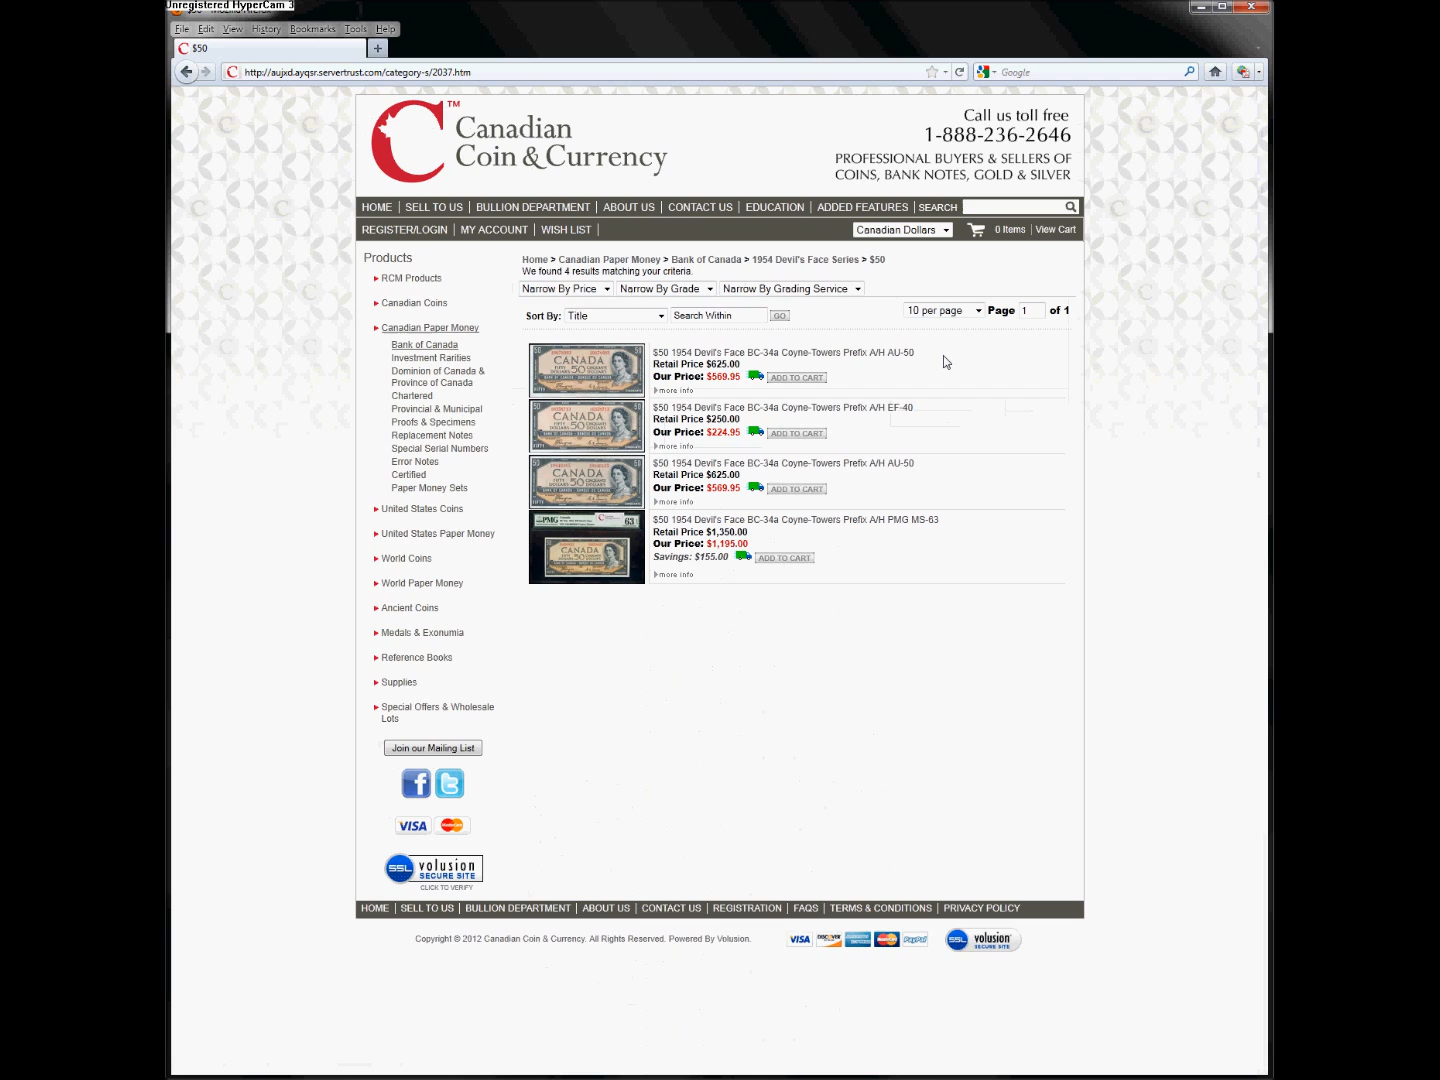 Unregistered HyperCam 3
File Edit View History Bookmarks Tools Help
$50
http://aujxd.ayqsr.servertrust.com/category-s/2037.htm
Google
Canadian
Coin & Currency
TM
Call us toll free
1-888-236-2646
PROFESSIONAL BUYERS & SELLERS OF
COINS, BANK NOTES, GOLD & SILVER
HOME | SELL TO US | BULLION DEPARTMENT | ABOUT US | CONTACT US | EDUCATION | ADDED FEATURES | SEARCH
REGISTER/LOGIN | MY ACCOUNT | WISH LIST |
Canadian Dollars
0 Items | View Cart
Products
RCM Products
Canadian Coins
Canadian Paper Money
Bank of Canada
Investment Rarities
Dominion of Canada &
Province of Canada
Chartered
Provincial & Municipal
Proofs & Specimens
Replacement Notes
Special Serial Numbers
Error Notes
Certified
Paper Money Sets
United States Coins
United States Paper Money
World Coins
World Paper Money
Ancient Coins
Medals & Exonumia
Reference Books
Supplies
Special Offers & Wholesale
Lots
Join our Mailing List
VISA MasterCard
SSL volusion
SECURE SITE
CLICK TO VERIFY
Home > Canadian Paper Money > Bank of Canada > 1954 Devil's Face Series > $50
We found 4 results matching your criteria.
Narrow By Price Narrow By Grade Narrow By Grading Service
Sort By: Title Search Within GO
10 per page Page 1 of 1
$50 1954 Devil's Face BC-34a Coyne-Towers Prefix A/H AU-50
Retail Price $625.00
Our Price: $569.95 ADD TO CART
more info
$50 1954 Devil's Face BC-34a Coyne-Towers Prefix A/H EF-40
Retail Price $250.00
Our Price: $224.95 ADD TO CART
more info
$50 1954 Devil's Face BC-34a Coyne-Towers Prefix A/H AU-50
Retail Price $625.00
Our Price: $569.95 ADD TO CART
more info
$50 1954 Devil's Face BC-34a Coyne-Towers Prefix A/H PMG MS-63
Retail Price $1,350.00
Our Price: $1,195.00
Savings: $155.00 ADD TO CART
more info
CANADA
CANADA
CANADA
PMG 63
CANADA
HOME | SELL TO US | BULLION DEPARTMENT | ABOUT US | CONTACT US | REGISTRATION | FAQS | TERMS & CONDITIONS | PRIVACY POLICY
Copyright © 2012 Canadian Coin & Currency. All Rights Reserved. Powered By Volusion.
VISA DISCOVER MasterCard PayPal
SSL volusion
SECURE SITE